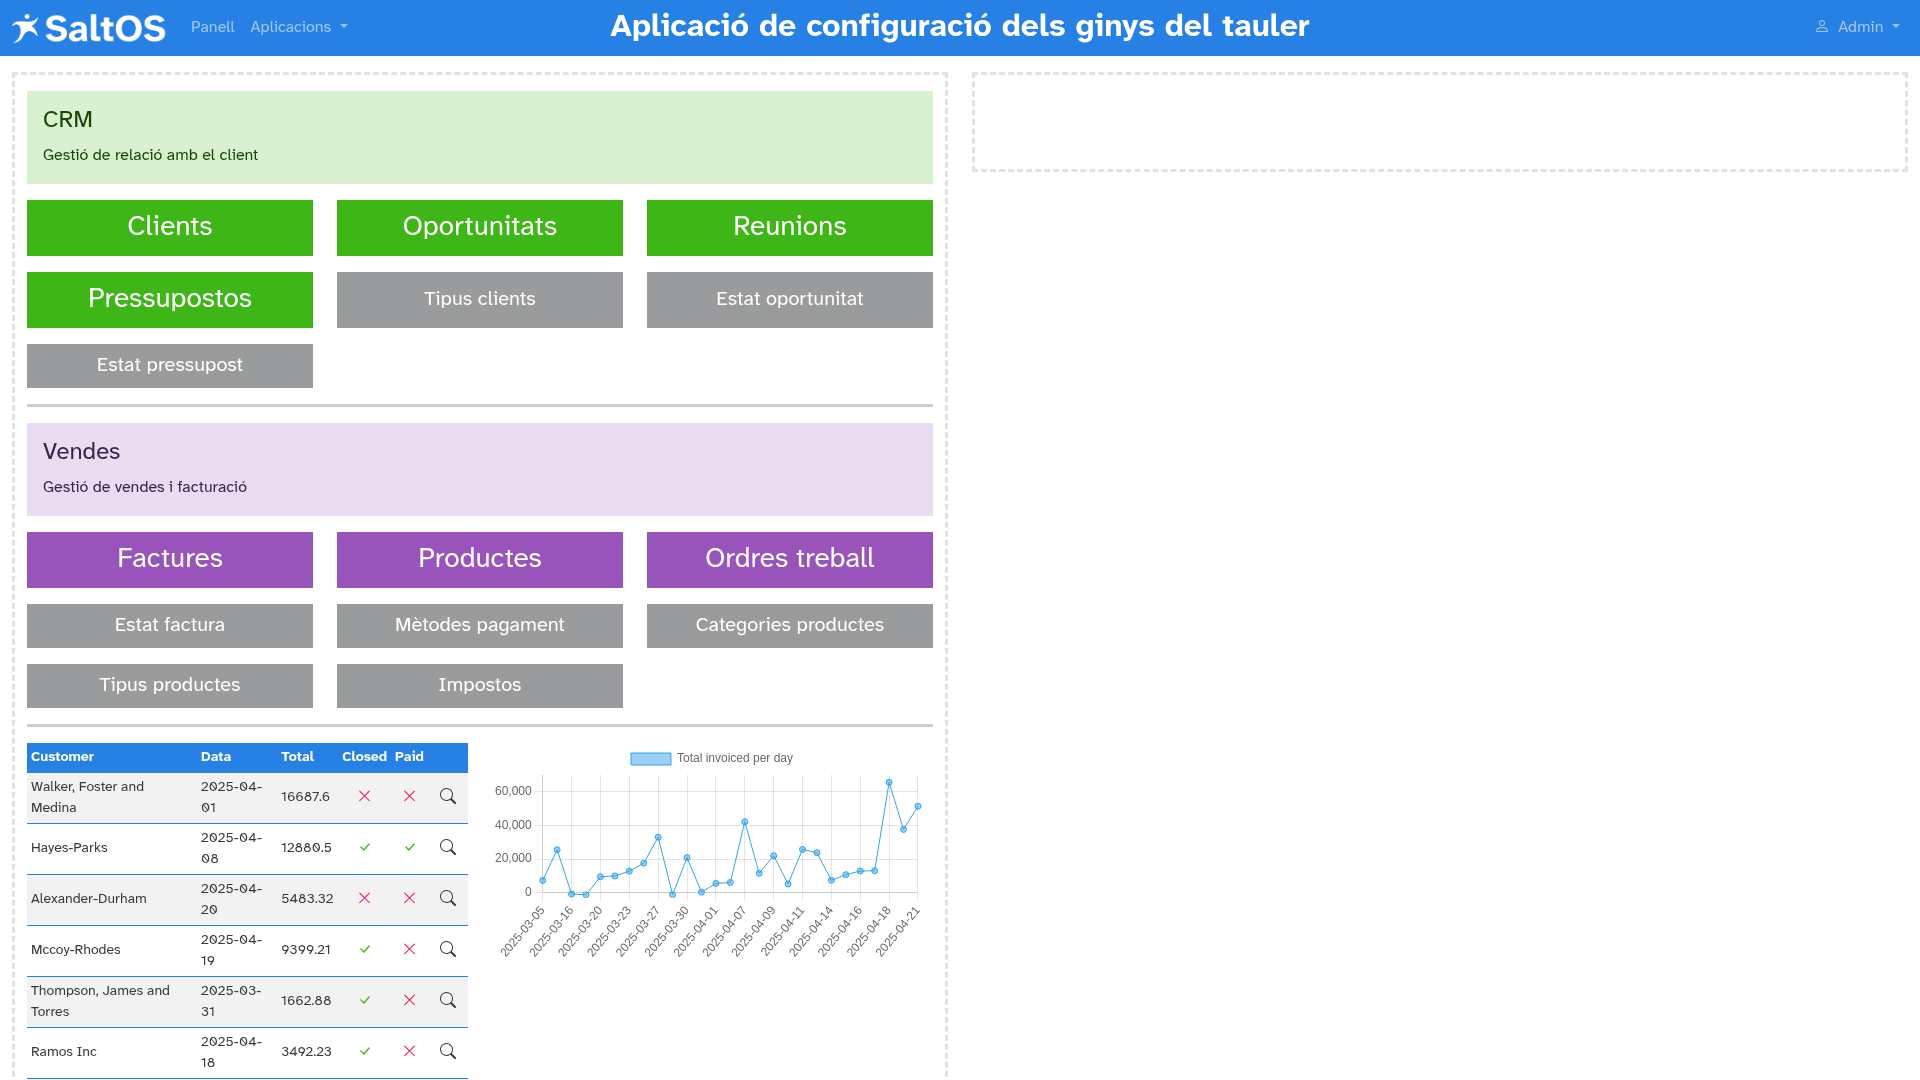 SaltOS Panell Aplicacions Aplicació de configuració dels ginys del tauler Admin
CRM
Gestió de relació amb el client
Clients Oportunitats Reunions
Pressupostos Tipus clients Estat oportunitat
Estat pressupost
Vendes
Gestió de vendes i facturació
Factures Productes Ordres treball
Estat factura Mètodes pagament Categories productes
Tipus productes Impostos
Customer Data Total Closed Paid
Walker, Foster and Medina 2025-04-01 16687.6
Hayes-Parks 2025-04-08 12880.5
Alexander-Durham 2025-04-20 5483.32
Mccoy-Rhodes 2025-04-19 9399.21
Thompson, James and Torres 2025-03-31 1662.88
Ramos Inc 2025-04-18 3492.23
Total invoiced per day
60,000
40,000
20,000
0
2025-03-05 2025-03-16 2025-03-20 2025-03-23 2025-03-27 2025-03-30 2025-04-01 2025-04-07 2025-04-09 2025-04-11 2025-04-14 2025-04-16 2025-04-18 2025-04-21